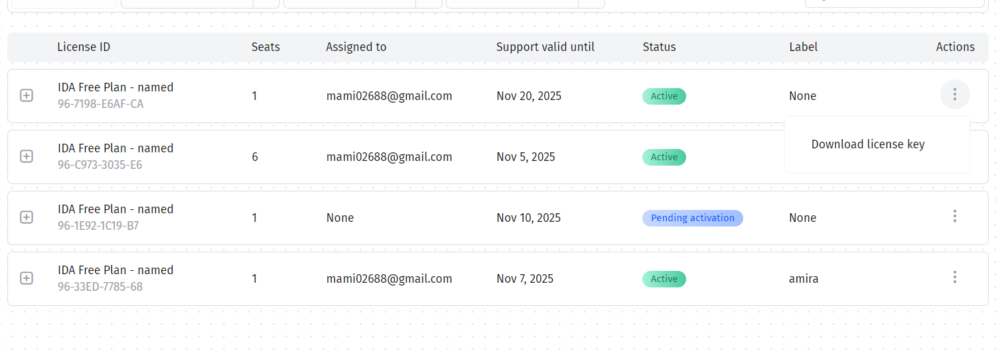 License ID Seats Assigned to Support valid until Status Label Actions
IDA Free Plan - named
96-7198-E6AF-CA
1 mami02688@gmail.com Nov 20, 2025 Active None
Download license key
IDA Free Plan - named
96-C973-3035-E6
6 mami02688@gmail.com Nov 5, 2025 Active
IDA Free Plan - named
96-1E92-1C19-B7
1 None Nov 10, 2025 Pending activation None
IDA Free Plan - named
96-33ED-7785-68
1 mami02688@gmail.com Nov 7, 2025 Active amira